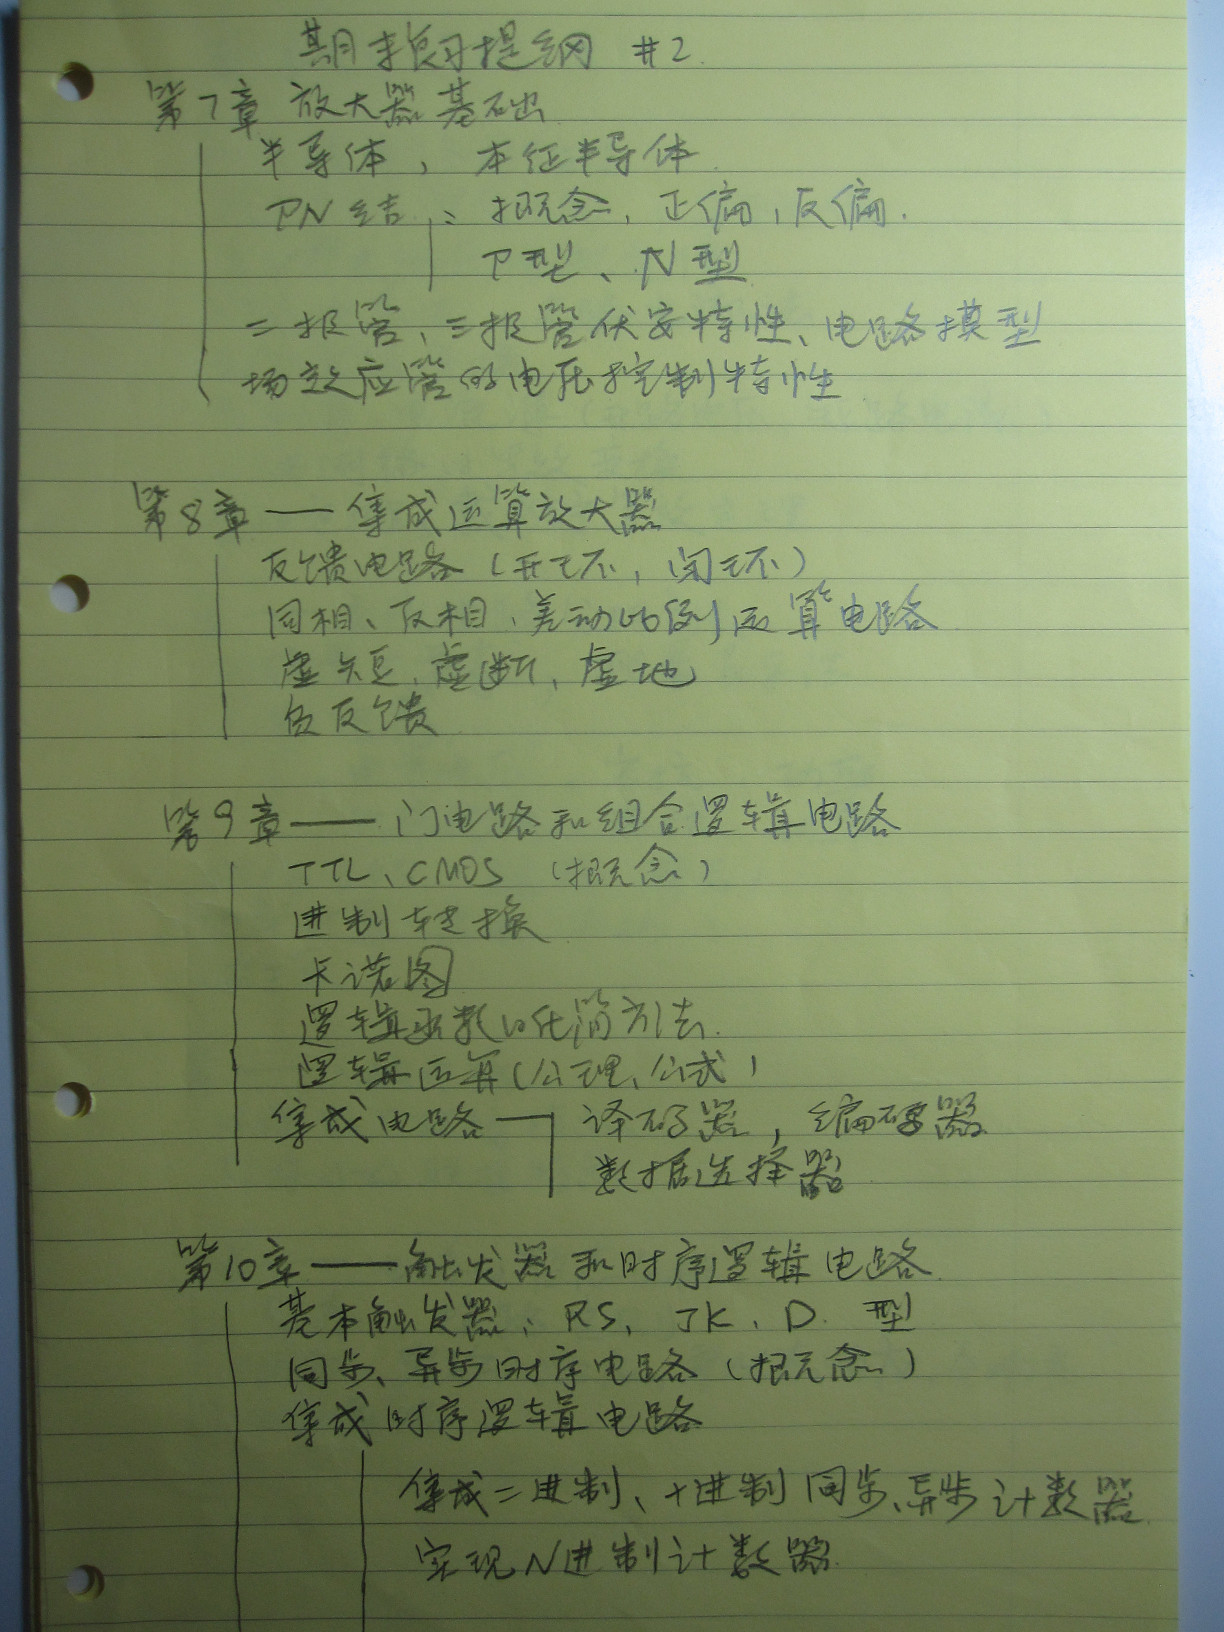 期末复习提纲 #2
第7章 放大器基础
半导体, 本征半导体
PN结: 概念, 正偏, 反偏.
P型、N型
二极管、三极管伏安特性、电路模型
场效应管的电压控制特性
第8章——集成运算放大器
反馈电路(开环, 闭环)
同相、反相、差动比例运算电路
虚短、虚断、虚地
负反馈
第9章——门电路和组合逻辑电路
TTL、CMOS (概念)
进制转换
卡诺图
逻辑函数的化简方法.
逻辑运算(公理、公式)
集成电路 译码器, 编码器
数据选择器
第10章——触发器和时序逻辑电路
基本触发器: RS、JK、D 型
同步、异步时序电路(概念)
集成时序逻辑电路
集成二进制、十进制同步、异步计数器.
实现N进制计数器.